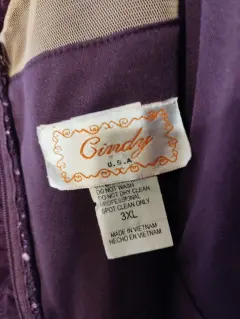 Cindy
U.S.A
DO NOT WASH
DO NOT DRY CLEAN
PROFESSIONAL
SPOT CLEAN ONLY
3XL
MADE IN VIETNAM
HECHO EN VIETNAM